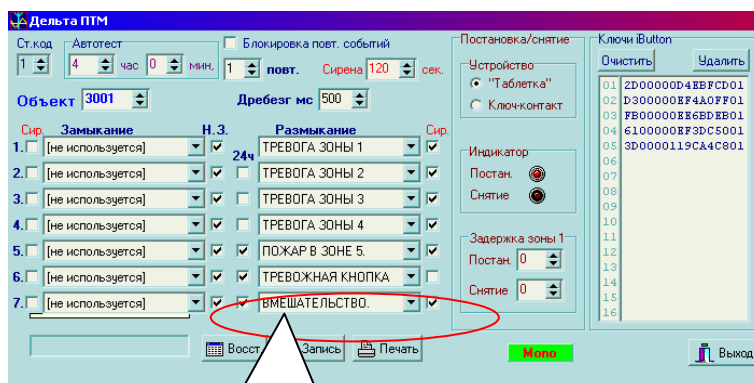 Дельта ПТМ
Ст.код Автотест Блокировка повт. событий
1 4 час 0 мин, 1 повт. Сирена 120 сек.
Объект 3001 Дребезг мс 500
Сир. Замыкание Н.З. 24ч Размыкание Сир.
1. [не используется] ТРЕВОГА ЗОНЫ 1
2. [не используется] ТРЕВОГА ЗОНЫ 2
3. [не используется] ТРЕВОГА ЗОНЫ 3
4. [не используется] ТРЕВОГА ЗОНЫ 4
5. [не используется] ПОЖАР В ЗОНЕ 5.
6. [не используется] ТРЕВОЖНАЯ КНОПКА
7. [не используется] ВМЕШАТЕЛЬСТВО.
Восст Запись Печать
Постановка/снятие
Устройство
"Таблетка"
Ключ-контакт
Индикатор
Постан.
Снятие
Задержка зоны 1
Постан. 0
Снятие 0
Mono
Ключи iButton
Очистить Удалить
01 2D00000D4EBFCD01
02 D300000EF4A0FF01
03 FB00000EE6BDEB01
04 6100000EF3DC5001
05 3D0000119CA4C801
06
07
08
09
10
11
12
13
14
15
16
Выход